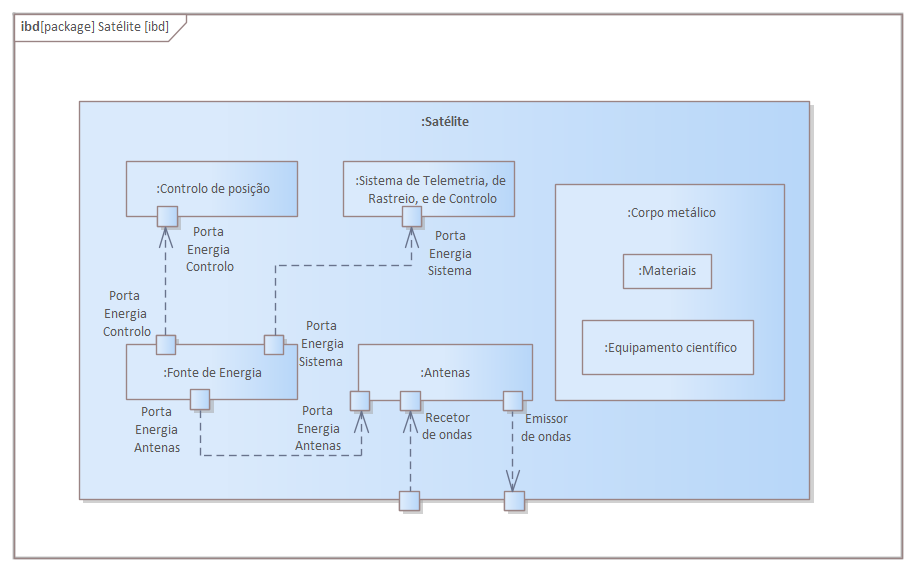 ibd[package] Satélite [ibd]
:Satélite
:Controlo de posição
:Sistema de Telemetria, de
Rastreio, e de Controlo
:Corpo metálico
Porta
Energia
Controlo
Porta
Energia
Sistema
:Materiais
Porta
Energia
Controlo
Porta
Energia
Sistema
:Equipamento científico
:Fonte de Energia
:Antenas
Porta
Energia
Antenas
Porta
Energia
Antenas
Recetor
de ondas
Emissor
de ondas